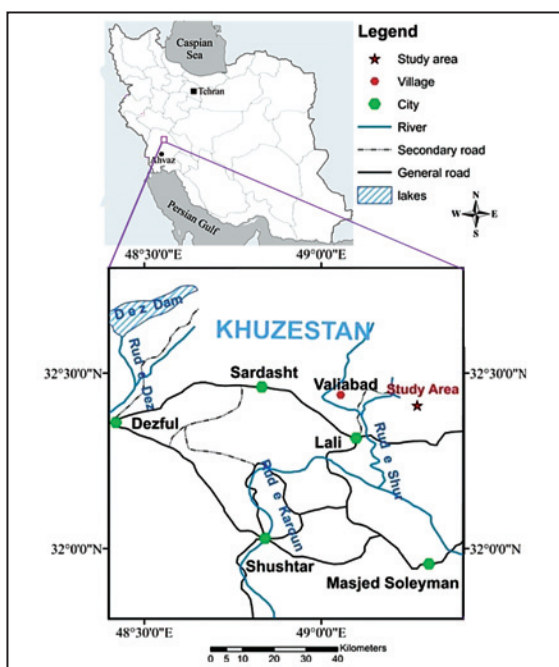 Caspian
Sea
Tehran
Ahvaz
Persian Gulf
Legend
Study area
Village
City
River
Secondary road
General road
lakes
N
W E
S
48°30'0"E 49°0'0"E
Dez Dam
KHUZESTAN
Rud e Dez
32°30'0"N 32°30'0"N
Sardasht
Valiabad
Study Area
Dezful
Lali
Rud e Shur
Rud e Kardun
32°0'0"N 32°0'0"N
Shushtar
Masjed Soleyman
48°30'0"E 49°0'0"E
Kilometers
0 5 10 20 30 40